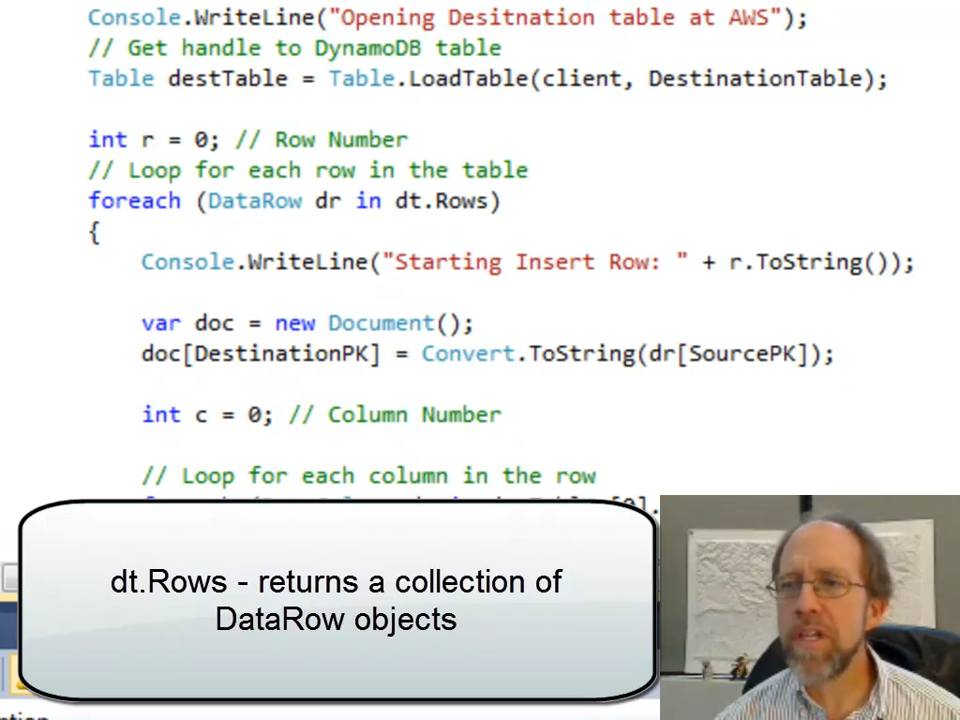 Console.WriteLine("Opening Desitnation table at AWS");
// Get handle to DynamoDB table
Table destTable = Table.LoadTable(client, DestinationTable);
int r = 0; // Row Number
// Loop for each row in the table
foreach (DataRow dr in dt.Rows)
{
Console.WriteLine("Starting Insert Row: " + r.ToString());
var doc = new Document();
doc[DestinationPK] = Convert.ToString(dr[SourcePK]);
int c = 0; // Column Number
// Loop for each column in the row
dt.Rows - returns a collection of
DataRow objects